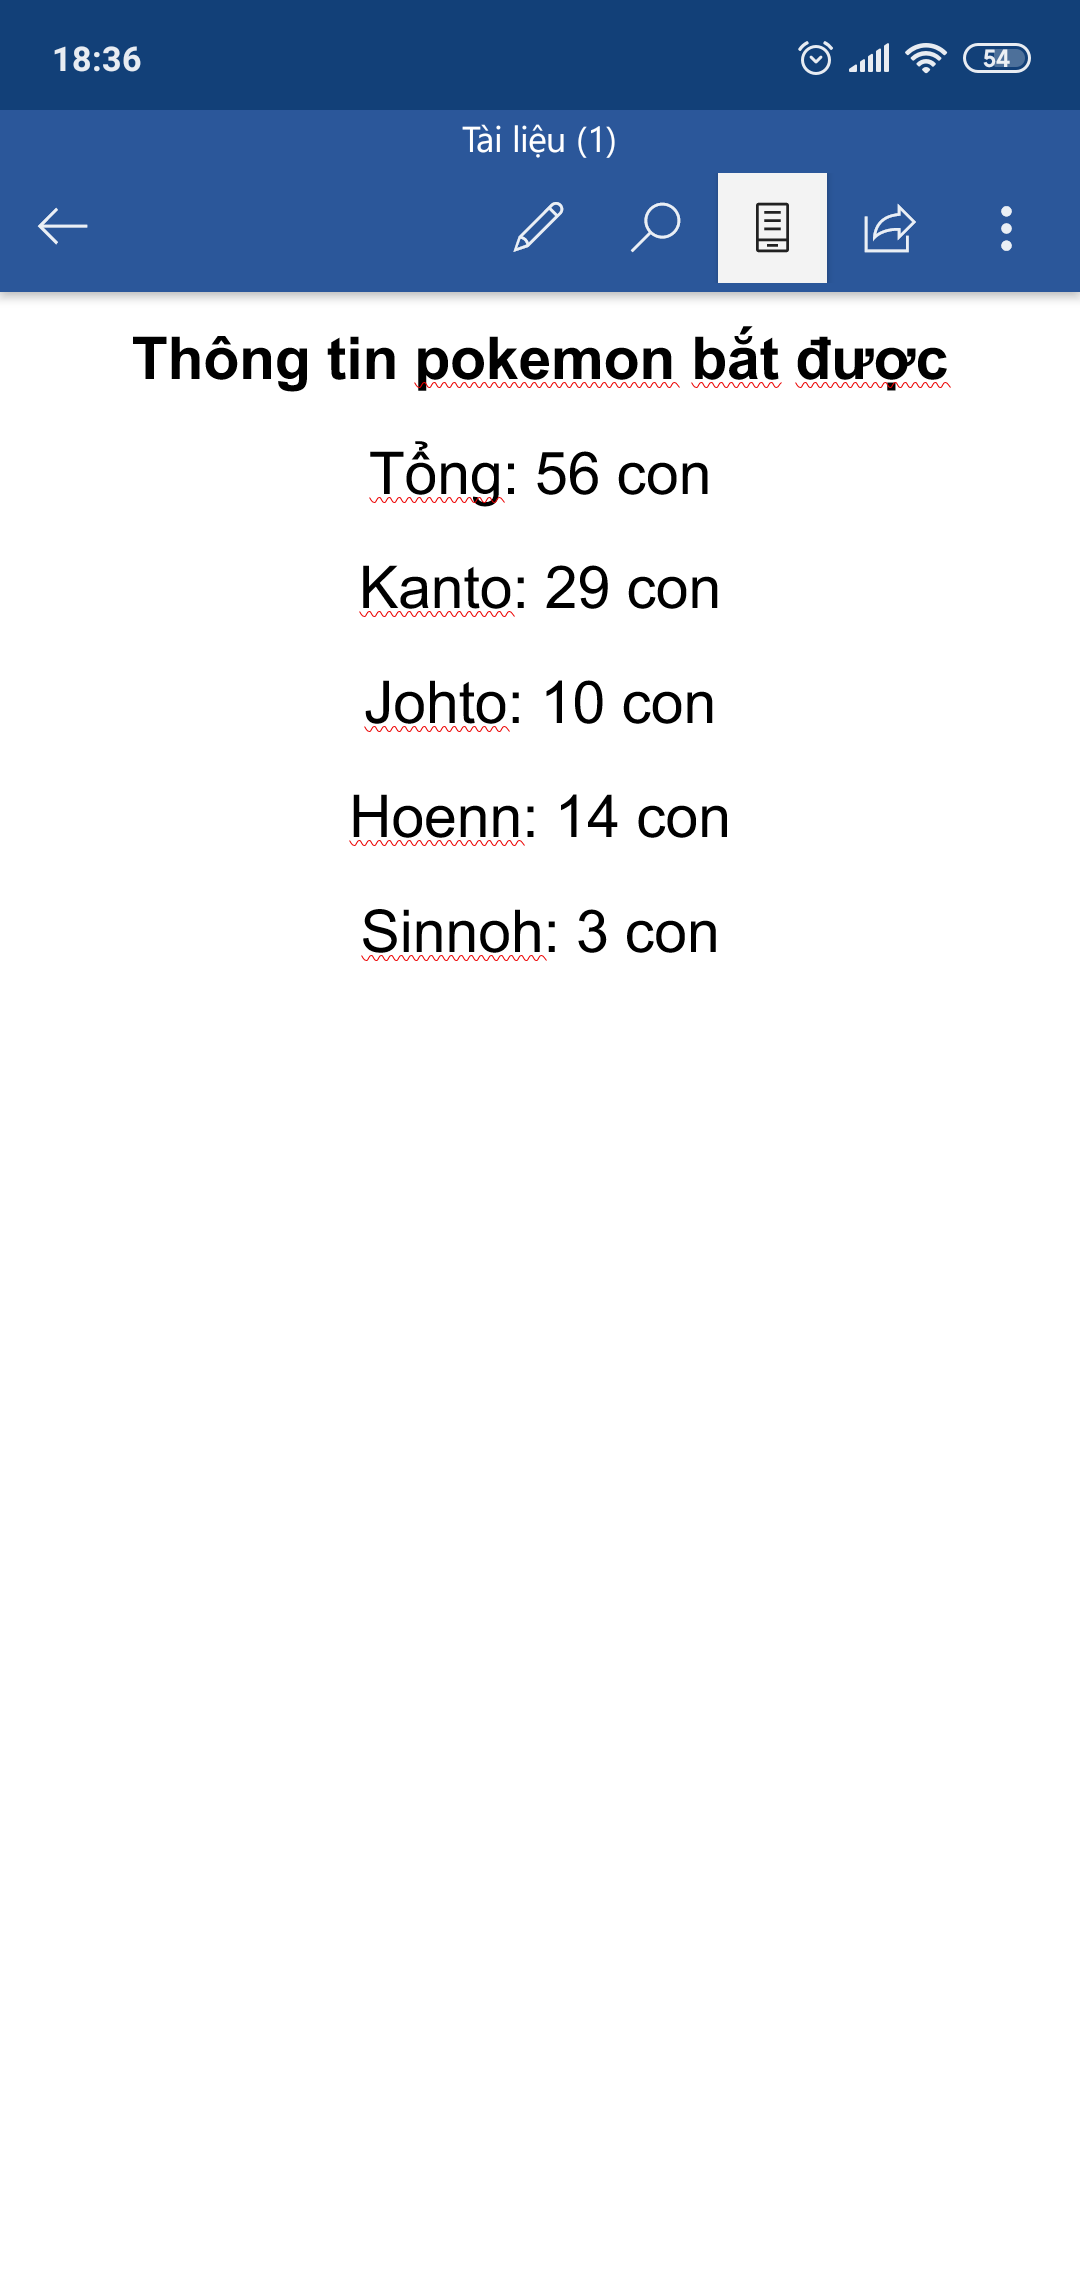 18:36
54
Tài liệu (1)
Thông tin pokemon bắt được
Tổng: 56 con
Kanto: 29 con
Johto: 10 con
Hoenn: 14 con
Sinnoh: 3 con